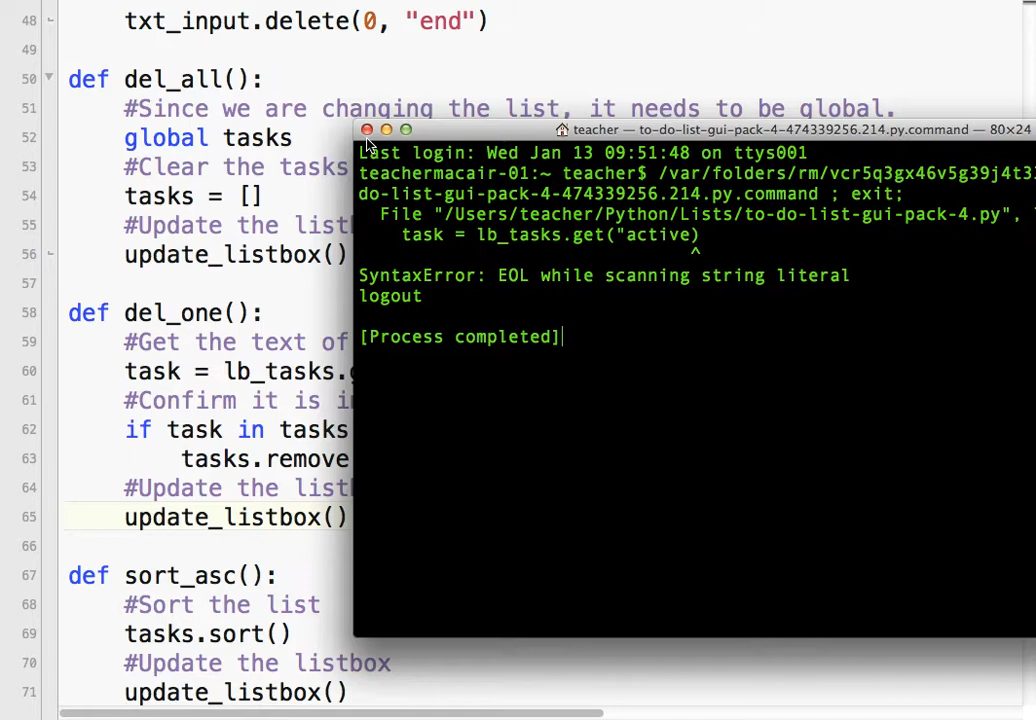 48 txt_input.delete(0, "end")
49
50 def del_all():
51 #Since we are changing the list, it needs to be global.
52 global tasks
53 #Clear the tasks
54 tasks = []
55 #Update the listb
56 update_listbox()
57
58 def del_one():
59 #Get the text of
60 task = lb_tasks.g
61 #Confirm it is i
62 if task in tasks
63 tasks.remove
64 #Update the listb
65 update_listbox()
66
67 def sort_asc():
68 #Sort the list
69 tasks.sort()
70 #Update the listbox
71 update_listbox()
teacher — to-do-list-gui-pack-4-474339256.214.py.command — 80×24
Last login: Wed Jan 13 09:51:48 on ttys001
teachermacair-01:~ teacher$ /var/folders/rm/vcr5q3gx46v5g39j4t3
do-list-gui-pack-4-474339256.214.py.command ; exit;
File "/Users/teacher/Python/Lists/to-do-list-gui-pack-4.py",
task = lb_tasks.get("active)
^
SyntaxError: EOL while scanning string literal
logout
[Process completed]